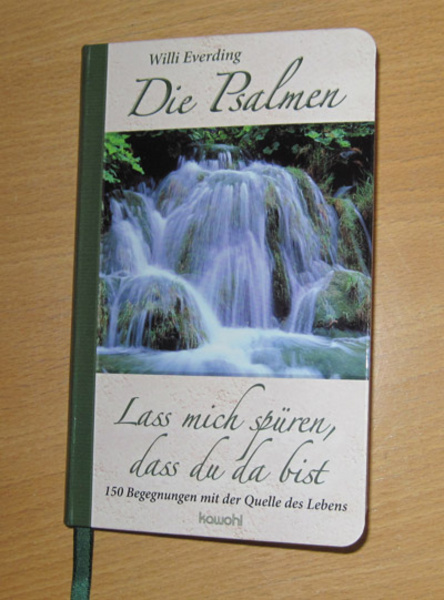 Willi Everding
Die Psalmen
Lass mich spüren,
dass du da bist
150 Begegnungen mit der Quelle des Lebens
kawohl